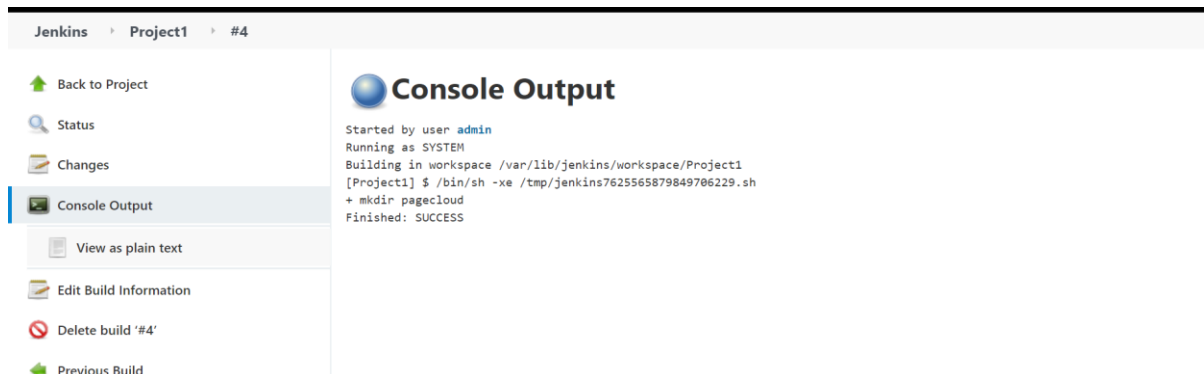 Jenkins Project1 #4
Back to Project
Status
Changes
Console Output
View as plain text
Edit Build Information
Delete build ‘#4’
Previous Build
Console Output
Started by user admin
Running as SYSTEM
Building in workspace /var/lib/jenkins/workspace/Project1
[Project1] $ /bin/sh -xe /tmp/jenkins7625565879849706229.sh
+ mkdir pagecloud
Finished: SUCCESS